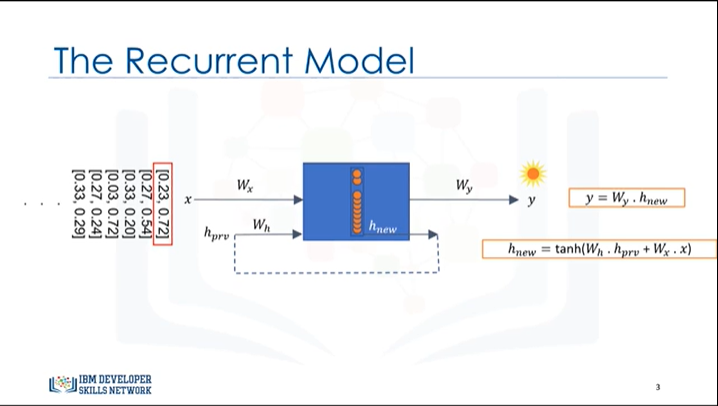 The Recurrent Model
. . .
[0.33, 0.29]
[0.27, 0.24]
[0.03, 0.72]
[0.33, 0.20]
[0.27, 0.54]
[0.23, 0.72]
x
Wₓ
h_prv
W_h
h_new
W_y
y
y = W_y . h_new
h_new = tanh(W_h . h_prv + Wₓ . x)
IBM DEVELOPER
SKILLS NETWORK
3